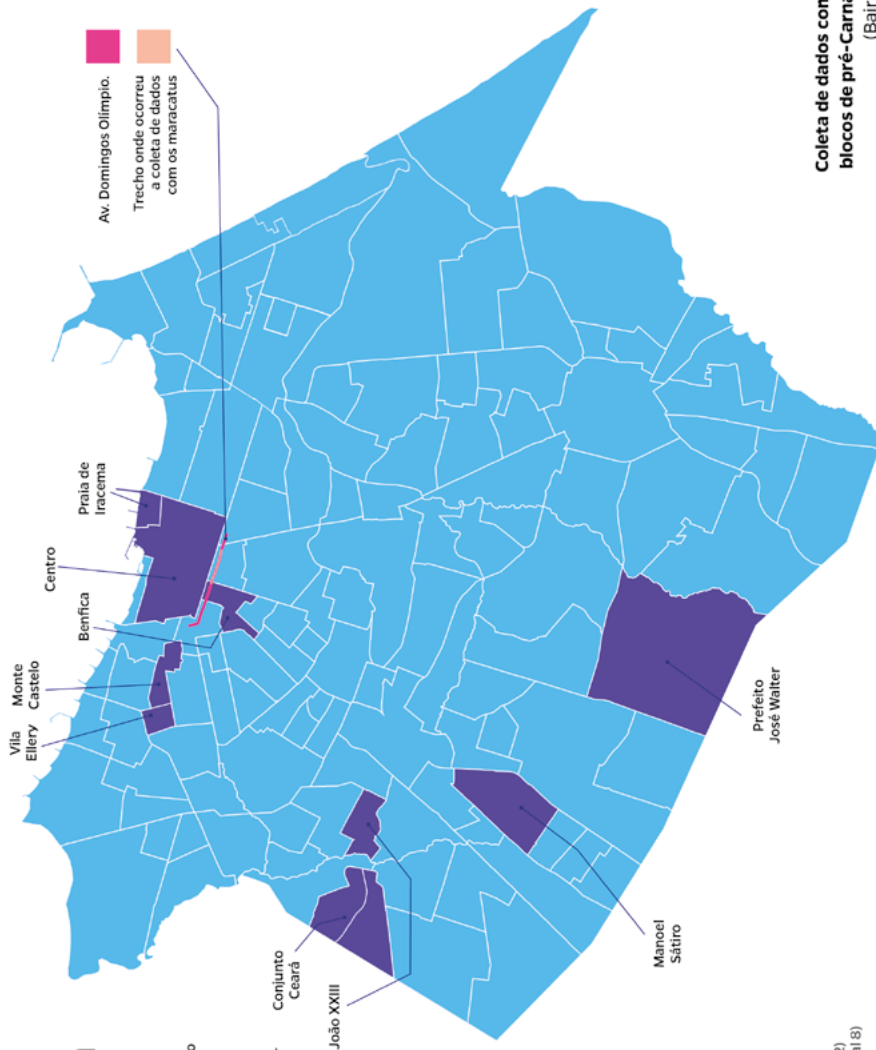 Av. Domingos Olímpio.
Trecho onde ocorreu
a coleta de dados
com os maracatus
Praia de
Iracema
Centro
Benfica
Monte
Castelo
Vila
Ellery
Conjunto
Ceará
João XXIII
Manoel
Sátiro
Prefeito
José Walter
Coleta de dados com
blocos de pré-Carna
(Bair